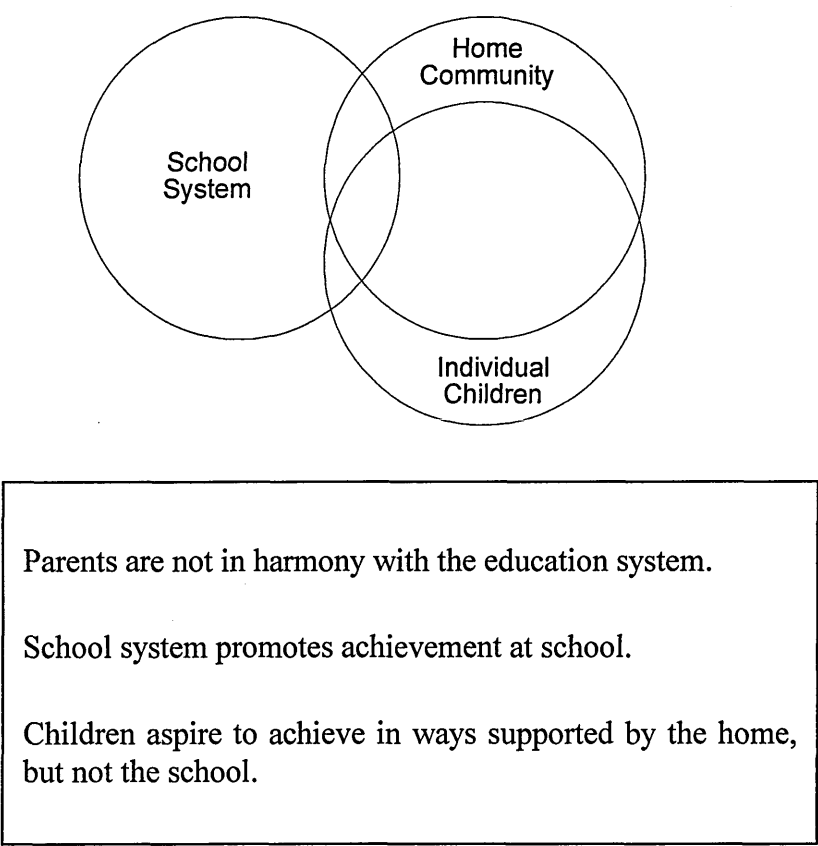 Home
Community
School
System
Individual
Children
Parents are not in harmony with the education system.
School system promotes achievement at school.
Children aspire to achieve in ways supported by the home,
but not the school.